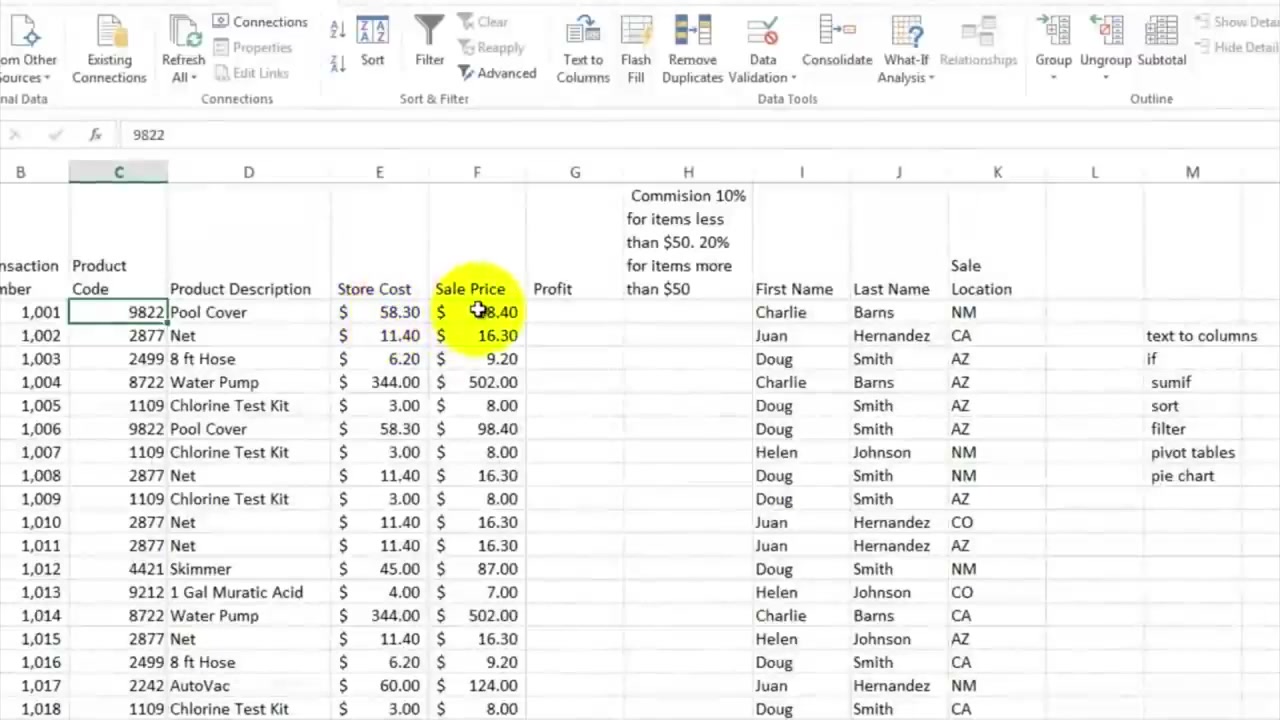 Connections
Clear
Show Deta
om Other
Sources
Existing
Connections
Refresh
All
Properties
Edit Links
Sort
Filter
Reapply
Advanced
Text to
Columns
Flash
Fill
Remove
Duplicates
Data
Validation
Consolidate
What-If
Analysis
Relationships
Group
Ungroup
Subtotal
Hide Detai
nal Data
Connections
Sort & Filter
Data Tools
Outline
fx 9822
B C D E F G H I J K L M
nsaction
mber
Product
Code
Product Description
Store Cost
Sale Price
Profit
Commision 10%
for items less
than $50. 20%
for items more
than $50
First Name
Last Name
Sale
Location
1,001 9822 Pool Cover $ 58.30 $ 8.40 Charlie Barns NM
1,002 2877 Net $ 11.40 $ 16.30 Juan Hernandez CA text to columns
1,003 2499 8 ft Hose $ 6.20 $ 9.20 Doug Smith AZ if
1,004 8722 Water Pump $ 344.00 $ 502.00 Charlie Barns AZ sumif
1,005 1109 Chlorine Test Kit $ 3.00 $ 8.00 Doug Smith AZ sort
1,006 9822 Pool Cover $ 58.30 $ 98.40 Doug Smith AZ filter
1,007 1109 Chlorine Test Kit $ 3.00 $ 8.00 Helen Johnson NM pivot tables
1,008 2877 Net $ 11.40 $ 16.30 Doug Smith NM pie chart
1,009 1109 Chlorine Test Kit $ 3.00 $ 8.00 Doug Smith AZ
1,010 2877 Net $ 11.40 $ 16.30 Juan Hernandez CO
1,011 2877 Net $ 11.40 $ 16.30 Juan Hernandez AZ
1,012 4421 Skimmer $ 45.00 $ 87.00 Doug Smith NM
1,013 9212 1 Gal Muratic Acid $ 4.00 $ 7.00 Helen Johnson CO
1,014 8722 Water Pump $ 344.00 $ 502.00 Charlie Barns CA
1,015 2877 Net $ 11.40 $ 16.30 Helen Johnson AZ
1,016 2499 8 ft Hose $ 6.20 $ 9.20 Doug Smith CA
1,017 2242 AutoVac $ 60.00 $ 124.00 Juan Hernandez NM
1,018 1109 Chlorine Test Kit $ 3.00 $ 8.00 Doug Smith CA